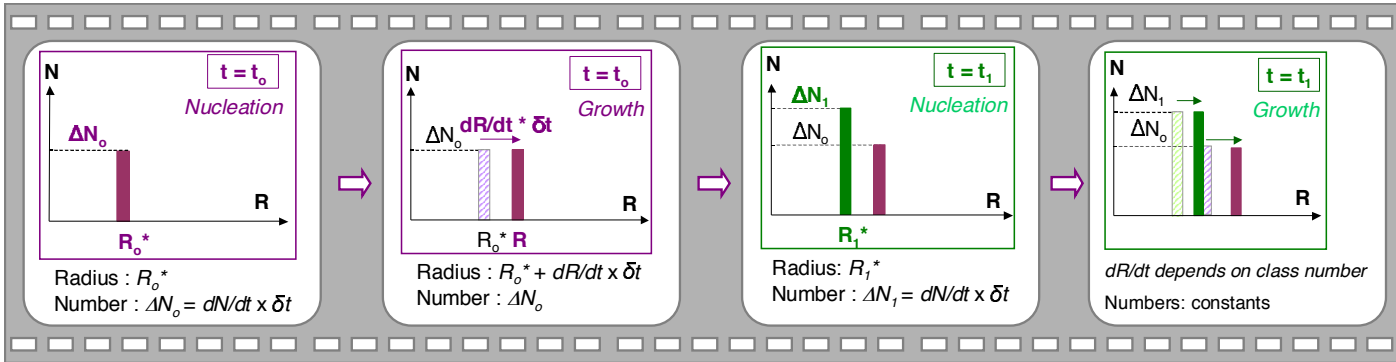 N
t = tₒ
Nucleation
ΔNₒ
R
Rₒ*
Radius : Rₒ*
Number : ΔNₒ = dN/dt x δt
N
t = tₒ
Growth
dR/dt * δt
ΔNₒ
R
Rₒ* R
Radius : Rₒ* + dR/dt x δt
Number : ΔNₒ
N
t = t₁
ΔN₁
Nucleation
ΔNₒ
R
R₁*
Radius: R₁*
Number : ΔN₁ = dN/dt x δt
N
t = t₁
ΔN₁
Growth
ΔNₒ
R
dR/dt depends on class number
Numbers: constants